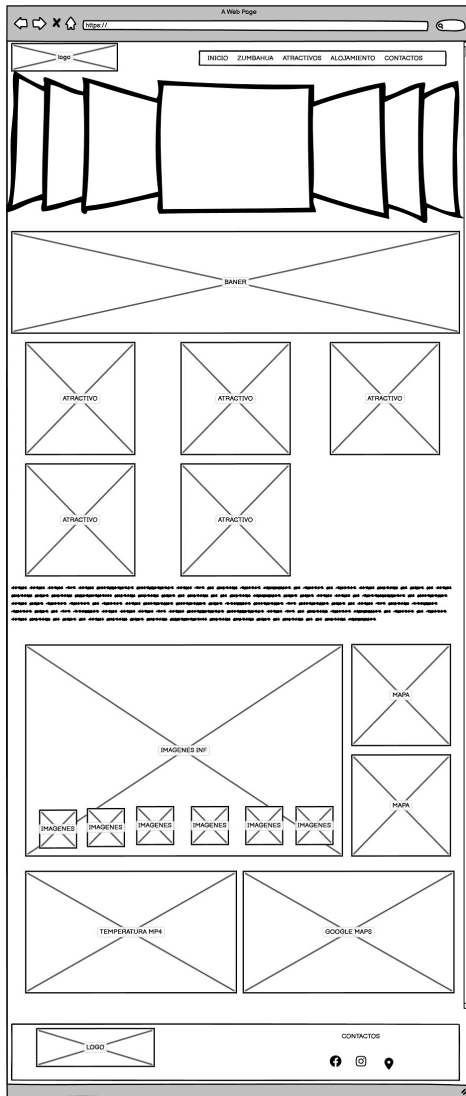 A Web Page
https://
logo
INICIO ZUMBAHUA ATRACTIVOS ALOJAMIENTO CONTACTOS
BANER
ATRACTIVO ATRACTIVO ATRACTIVO
ATRACTIVO ATRACTIVO
IMAGENES INF
MAPA
MAPA
IMAGENES IMAGENES IMAGENES IMAGENES IMAGENES IMAGENES
TEMPERATURA MP4 GOOGLE MAPS
LOGO
CONTACTOS